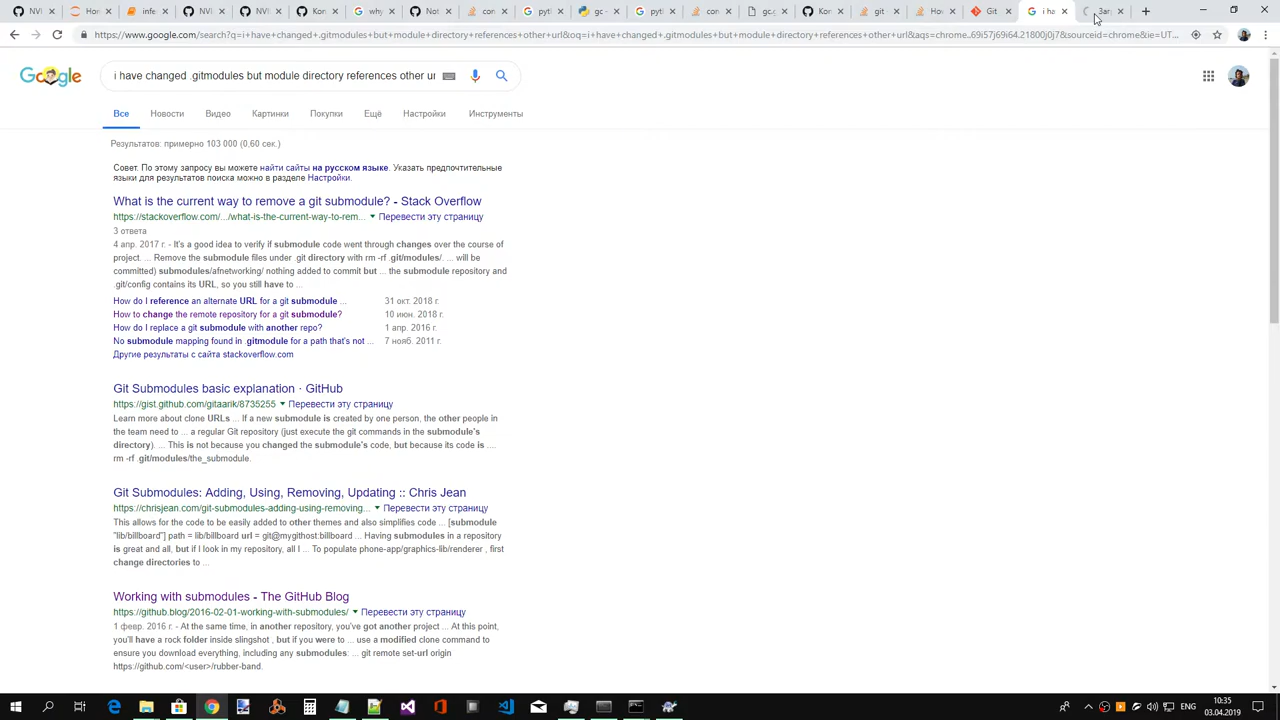 NVI
Hor
infe
NVI
con
Goo
why
Not
con
pytl
gc -
con
gc.c
Kor
git
Ho
Git
i ha
Заг
https://www.google.com/search?q=i+have+changed+.gitmodules+but+module+directory+references+other+url&oq=i+have+changed+.gitmodules+but+module+directory+references+other+url&aqs=chrome..69i57j69i64.21800j0j7&sourceid=chrome&ie=UT...
Google
i have changed .gitmodules but module directory references other ur
Все Новости Видео Картинки Покупки Ещё Настройки Инструменты
Результатов: примерно 103 000 (0,60 сек.)
Совет. По этому запросу вы можете найти сайты на русском языке. Указать предпочтительные
языки для результатов поиска можно в разделе Настройки.
What is the current way to remove a git submodule? - Stack Overflow
https://stackoverflow.com/.../what-is-the-current-way-to-rem... Перевести эту страницу
3 ответа
4 апр. 2017 г. - It's a good idea to verify if submodule code went through changes over the course of
project. ... Remove the submodule files under .git directory with rm -rf .git/modules/. ... will be
committed) submodules/afnetworking/ nothing added to commit but ... the submodule repository and
.git/config contains its URL, so you still have to ...
How do I reference an alternate URL for a git submodule ... 31 окт. 2018 г.
How to change the remote repository for a git submodule? 10 июн. 2018 г.
How do I replace a git submodule with another repo? 1 апр. 2016 г.
No submodule mapping found in .gitmodule for a path that's not ... 7 нояб. 2011 г.
Другие результаты с сайта stackoverflow.com
Git Submodules basic explanation · GitHub
https://gist.github.com/gitaarik/8735255 Перевести эту страницу
Learn more about clone URLs ... If a new submodule is created by one person, the other people in
the team need to ... a regular Git repository (just execute the git commands in the submodule's
directory). ... This is not because you changed the submodule's code, but because its code is ....
rm -rf .git/modules/the_submodule.
Git Submodules: Adding, Using, Removing, Updating :: Chris Jean
https://chrisjean.com/git-submodules-adding-using-removing... Перевести эту страницу
This allows for the code to be easily added to other themes and also simplifies code ... [submodule
"lib/billboard"] path = lib/billboard url = git@mygithost:billboard ... Having submodules in a repository
is great and all, but if I look in my repository, all I ... To populate phone-app/graphics-lib/renderer , first
change directories to ...
Working with submodules - The GitHub Blog
https://github.blog/2016-02-01-working-with-submodules/ Перевести эту страницу
1 февр. 2016 г. - At the same time, in another repository, you've got another project ... At this point,
you'll have a rock folder inside slingshot , but if you were to ... use a modified clone command to
ensure you download everything, including any submodules: ... git remote set-url origin
https://github.com/<user>/rubber-band.
ENG
10:35
03.04.2019